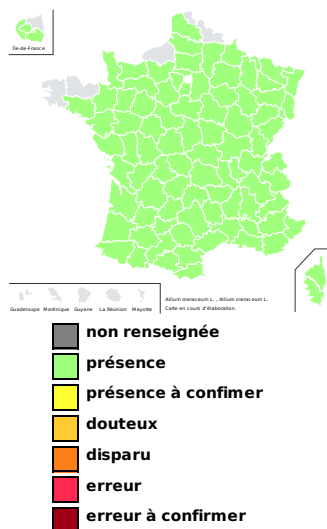 Île-de-France
Guadeloupe Martinique Guyane La Réunion Mayotte
Allium oleraceum L. , Allium oleraceum L.
Carte en cours d'élaboration.
non renseignée
présence
présence à confimer
douteux
disparu
erreur
erreur à confirmer